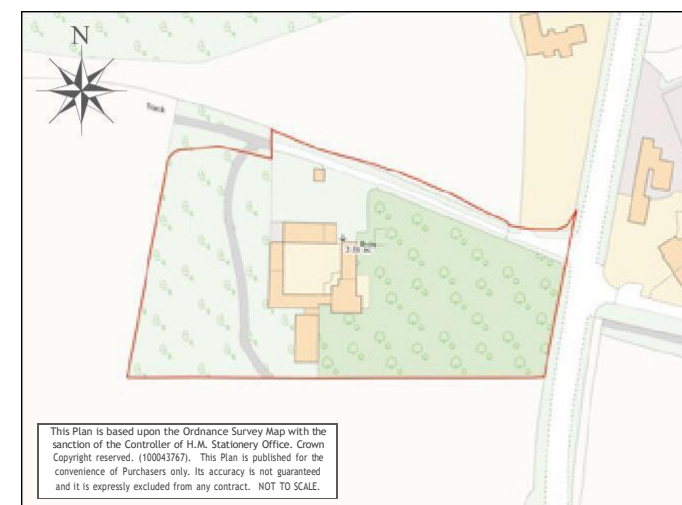 N
Track
This Plan is based upon the Ordnance Survey Map with the
sanction of the Controller of H.M. Stationery Office. Crown
Copyright reserved. (100043767). This Plan is published for the
convenience of Purchasers only. Its accuracy is not guaranteed
and it is expressly excluded from any contract. NOT TO SCALE.